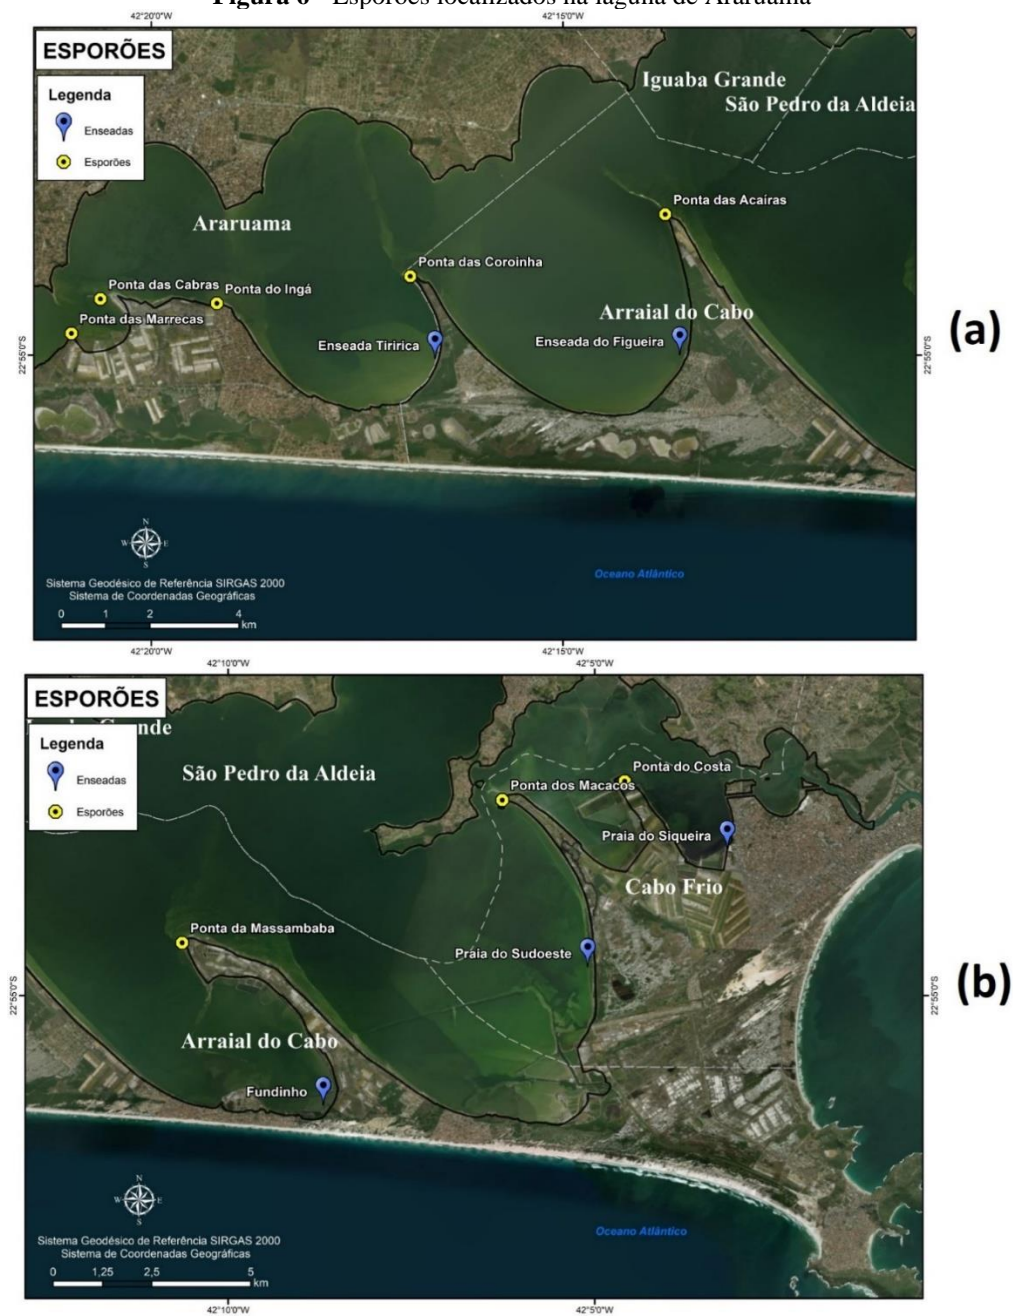 Figura 6 - Esporões localizados na laguna de Araruama
42°20'0"W
42°15'0"W
ESPORÕES
Legenda
Enseadas
Esporões
Iguaba Grande
São Pedro da Aldeia
Ponta das Acaíras
Araruama
Ponta das Coroinha
Ponta das Cabras
Ponta do Ingá
Ponta das Marrecas
Arraial do Cabo
Enseada Tiririca
Enseada do Figueira
(a)
22°55'0"S
22°55'0"S
N
W
E
S
Oceano Atlântico
Sistema Geodésico de Referência SIRGAS 2000
Sistema de Coordenadas Geográficas
0 1 2 4
km
42°20'0"W
42°15'0"W
42°10'0"W
42°5'0"W
ESPORÕES
nde
Legenda
Enseadas
Esporões
São Pedro da Aldeia
Ponta do Costa
Ponta dos Macacos
Praia do Siqueira
Cabo Frio
Ponta da Massambaba
Praia do Sudoeste
(b)
22°55'0"S
22°55'0"S
Arraial do Cabo
Fundinho
N
W
E
S
Oceano Atlântico
Sistema Geodésico de Referência SIRGAS 2000
Sistema de Coordenadas Geográficas
0 1,25 2,5 5
km
42°10'0"W
42°5'0"W